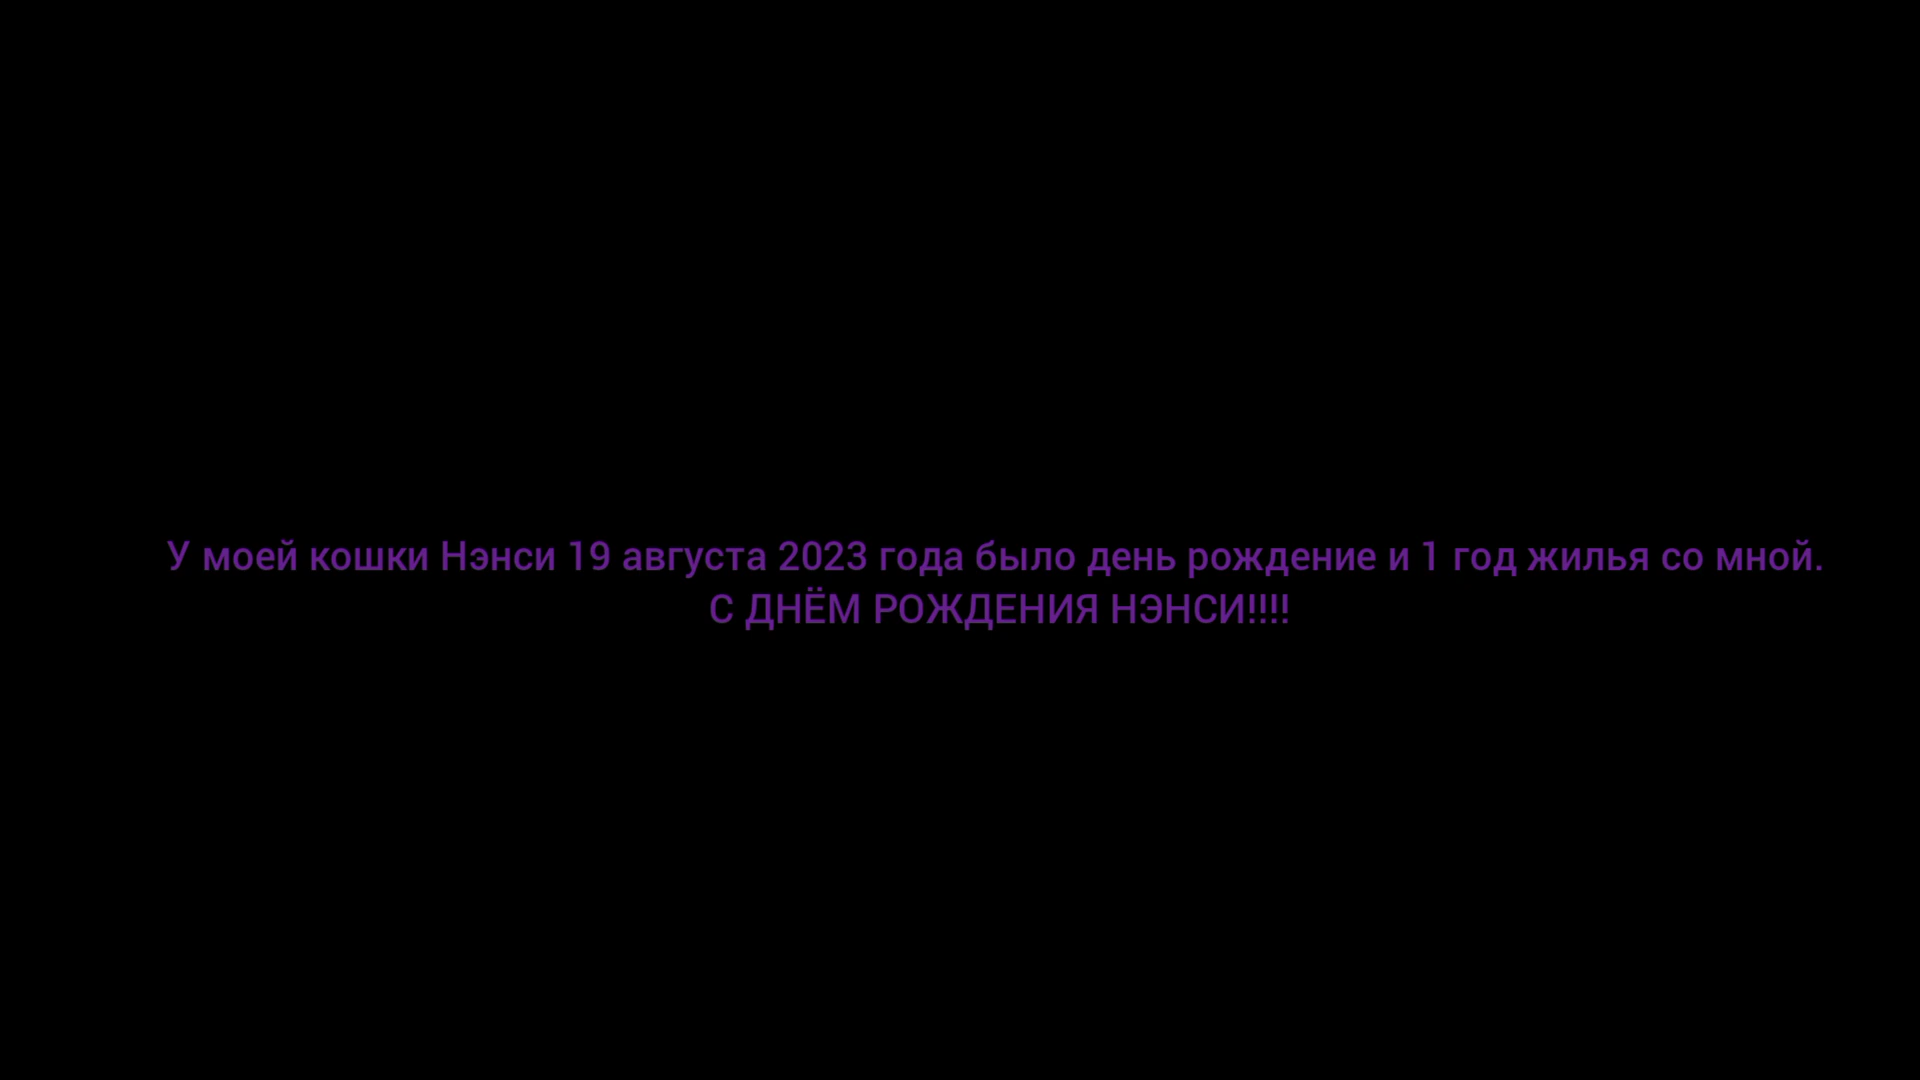 У моей кошки Нэнси 19 августа 2023 года было день рождение и 1 год жилья со мной.
С ДНЁМ РОЖДЕНИЯ НЭНСИ!!!!